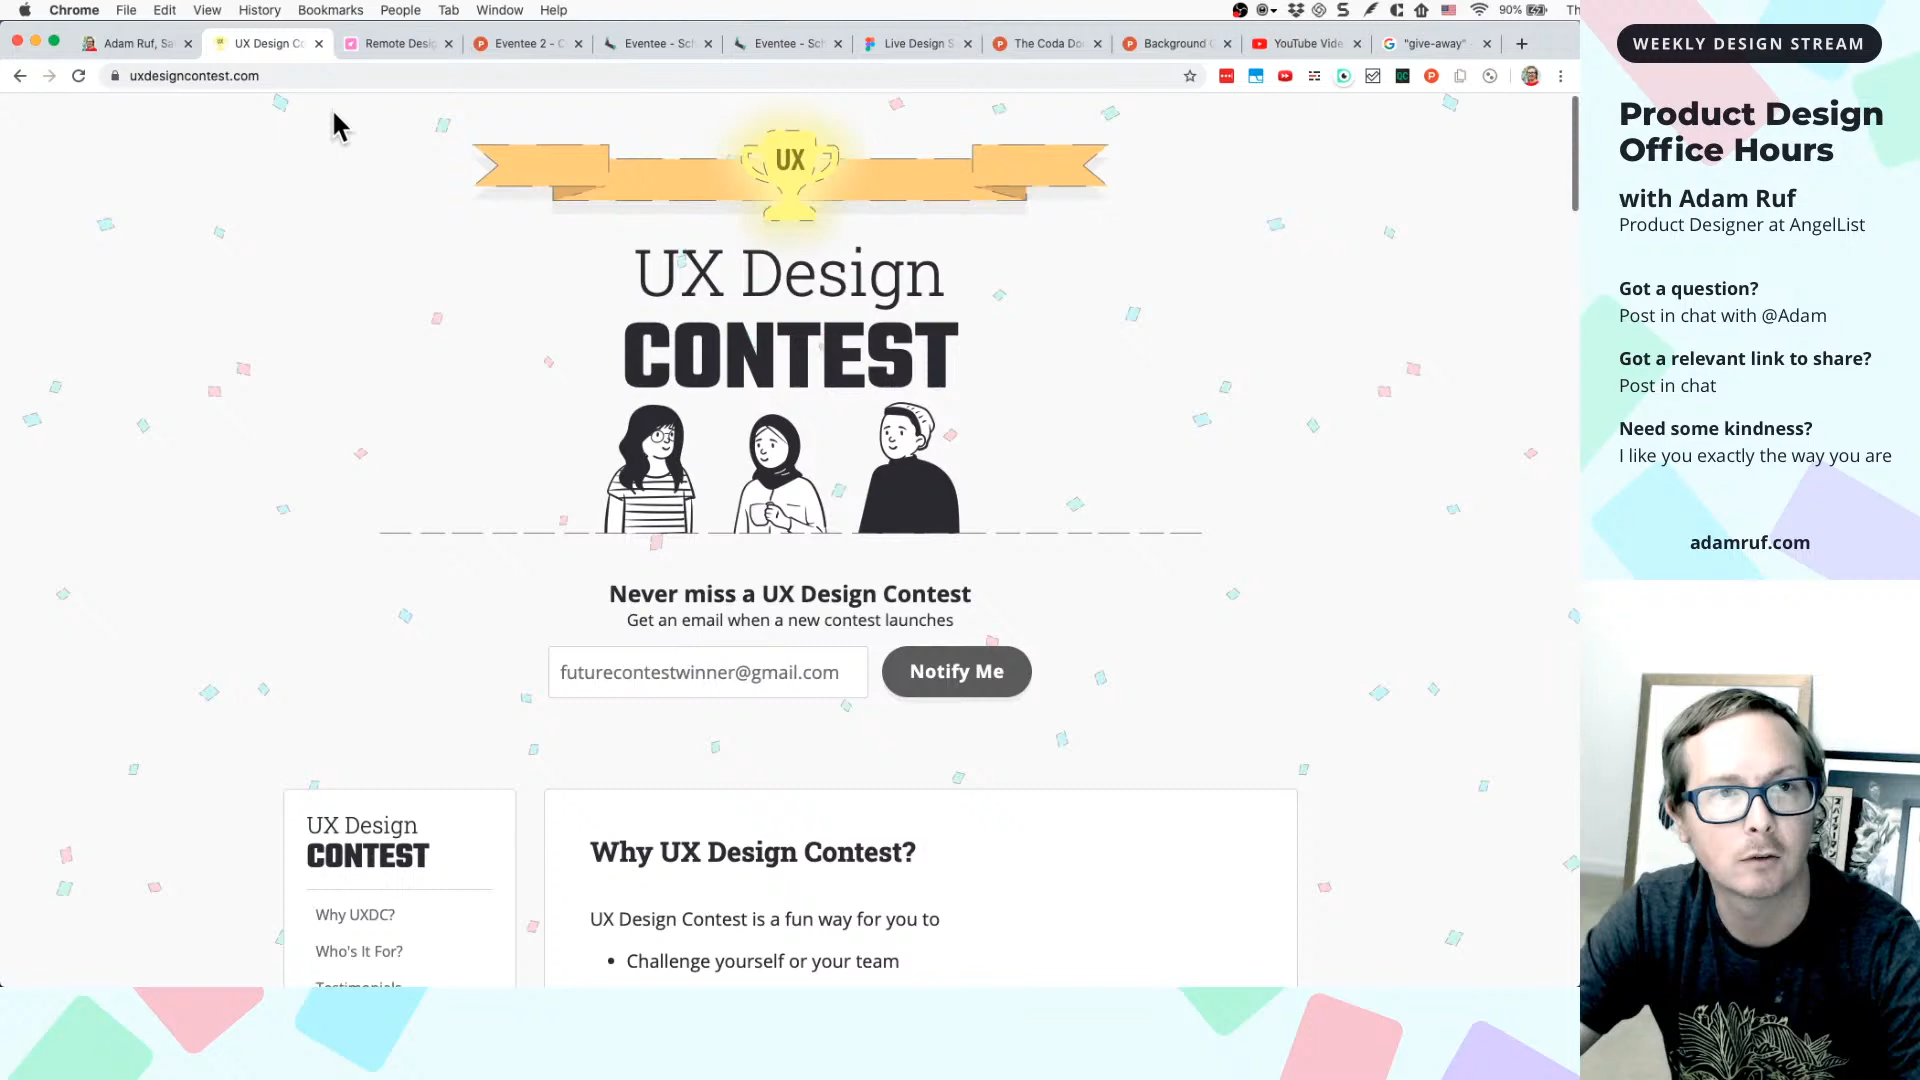 Chrome File Edit View History Bookmarks People Tab Window Help 90% Th
Adam Ruf, Sa
UX Design Co
Remote Desig
Eventee 2 - C
Eventee - Sch
Eventee - Sch
Live Design S
The Coda Do
Background
YouTube Vide
"give-away"
uxdesigncontest.com
UX
UX Design
CONTEST
Never miss a UX Design Contest
Get an email when a new contest launches
futurecontestwinner@gmail.com
Notify Me
UX Design
CONTEST
Why UXDC?
Who's It For?
Testimonials
Why UX Design Contest?
UX Design Contest is a fun way for you to
• Challenge yourself or your team
WEEKLY DESIGN STREAM
Product Design
Office Hours
with Adam Ruf
Product Designer at AngelList
Got a question?
Post in chat with @Adam
Got a relevant link to share?
Post in chat
Need some kindness?
I like you exactly the way you are
adamruf.com